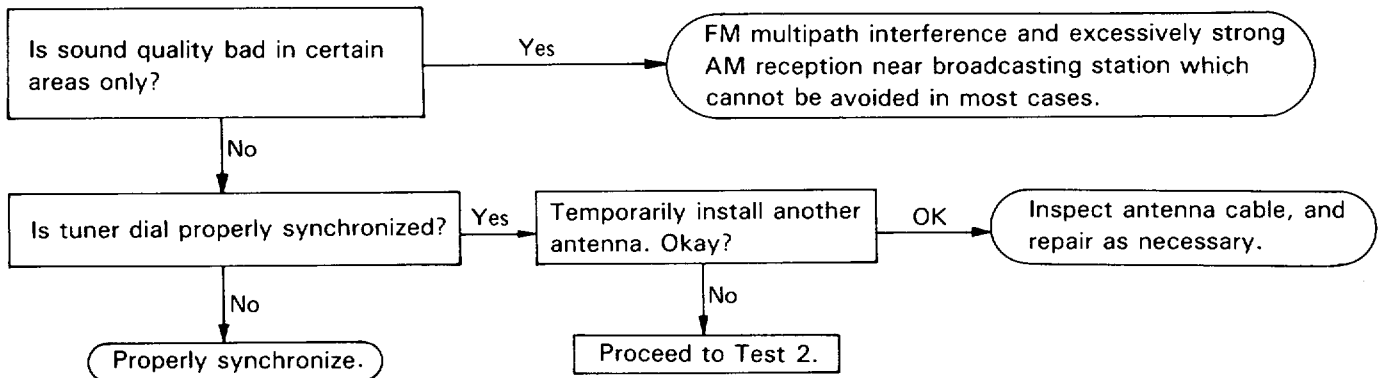 Is sound quality bad in certain
areas only?
Yes
FM multipath interference and excessively strong
AM reception near broadcasting station which
cannot be avoided in most cases.
No
Is tuner dial properly synchronized?
Yes
Temporarily install another
antenna. Okay?
OK
Inspect antenna cable, and
repair as necessary.
No
Properly synchronize.
No
Proceed to Test 2.